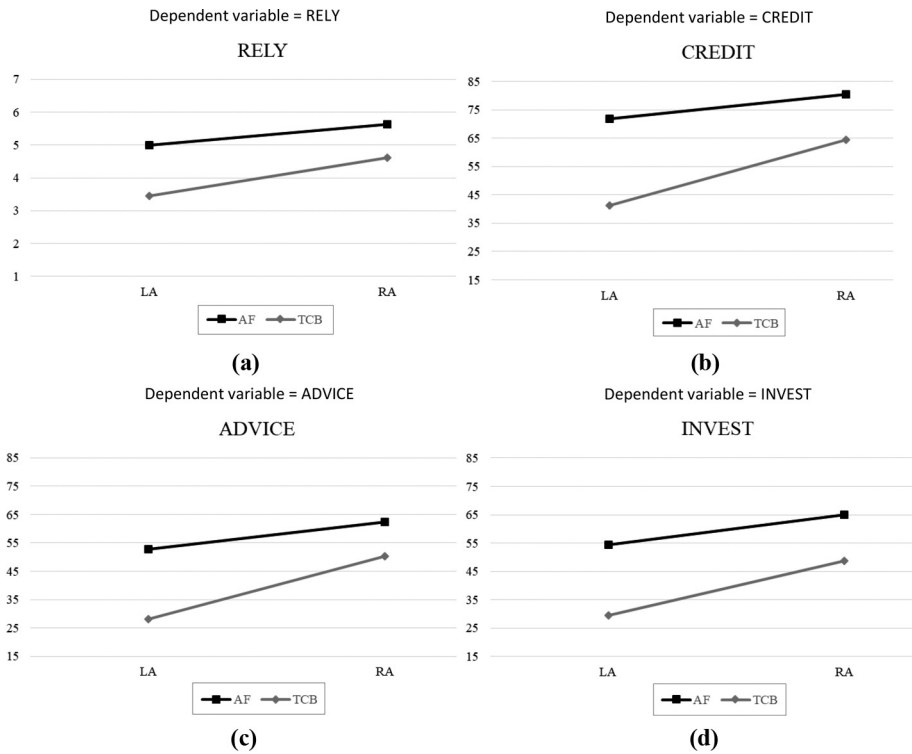 Dependent variable = RELY
RELY
7
6
5
4
3
2
1
LA RA
AF TCB
(a)
Dependent variable = CREDIT
CREDIT
85
75
65
55
45
35
25
15
LA RA
AF TCB
(b)
Dependent variable = ADVICE
ADVICE
85
75
65
55
45
35
25
15
LA RA
AF TCB
(c)
Dependent variable = INVEST
INVEST
85
75
65
55
45
35
25
15
LA RA
AF TCB
(d)